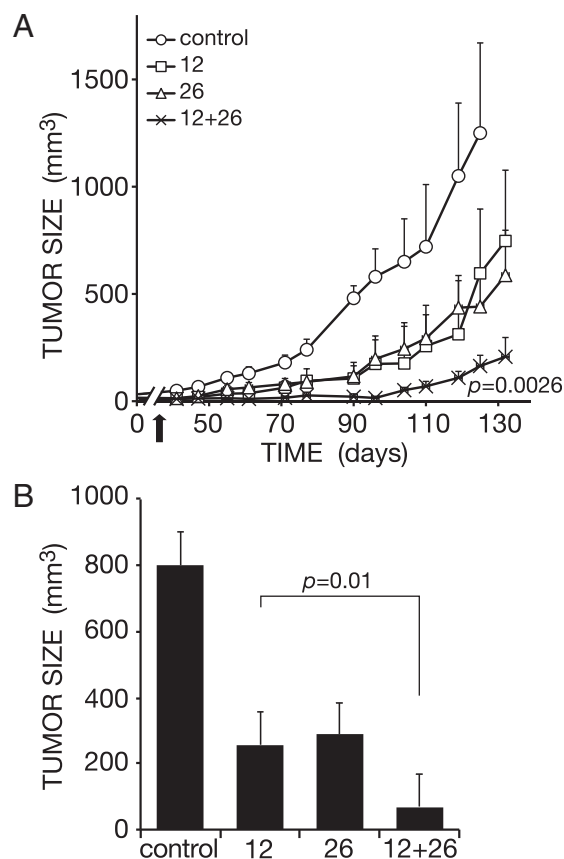 A
control
12
26
12+26
1500
1000
500
0
TUMOR SIZE (mm³)
p=0.0026
0 50 70 90 110 130
TIME (days)
B
1000
800
600
400
200
0
TUMOR SIZE (mm³)
p=0.01
control 12 26 12+26